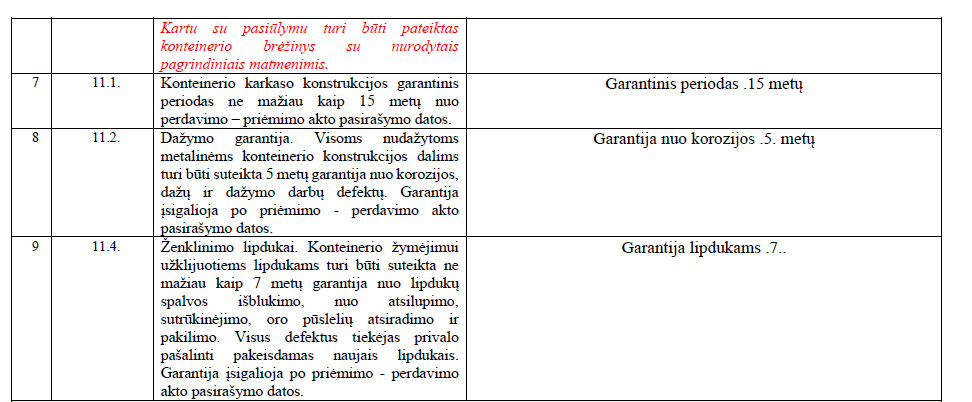 Kartu su pasiūlymu turi būti pateiktas
konteinerio brėžinys su nurodytais
pagrindiniais matmenimis.
7 11.1. Konteinerio karkaso konstrukcijos garantinis Garantinis periodas .15 metų
periodas ne mažiau kaip 15 metų nuo
perdavimo – priėmimo akto pasirašymo datos.
8 11.2. Dažymo garantija. Visoms nudažytoms Garantija nuo korozijos .5. metų
metalinėms konteinerio konstrukcijos dalims
turi būti suteikta 5 metų garantija nuo korozijos,
dažų ir dažymo darbų defektų. Garantija
įsigalioja po priėmimo - perdavimo akto
pasirašymo datos.
9 11.4. Ženklinimo lipdukai. Konteinerio žymėjimui Garantija lipdukams .7..
užklijuotiems lipdukams turi būti suteikta ne
mažiau kaip 7 metų garantija nuo lipdukų
spalvos išblukimo, nuo atsilupimo,
sutrūkinėjimo, oro pūslelių atsiradimo ir
pakilimo. Visus defektus tiekėjas privalo
pašalinti pakeisdamas naujais lipdukais.
Garantija įsigalioja po priėmimo - perdavimo
akto pasirašymo datos.